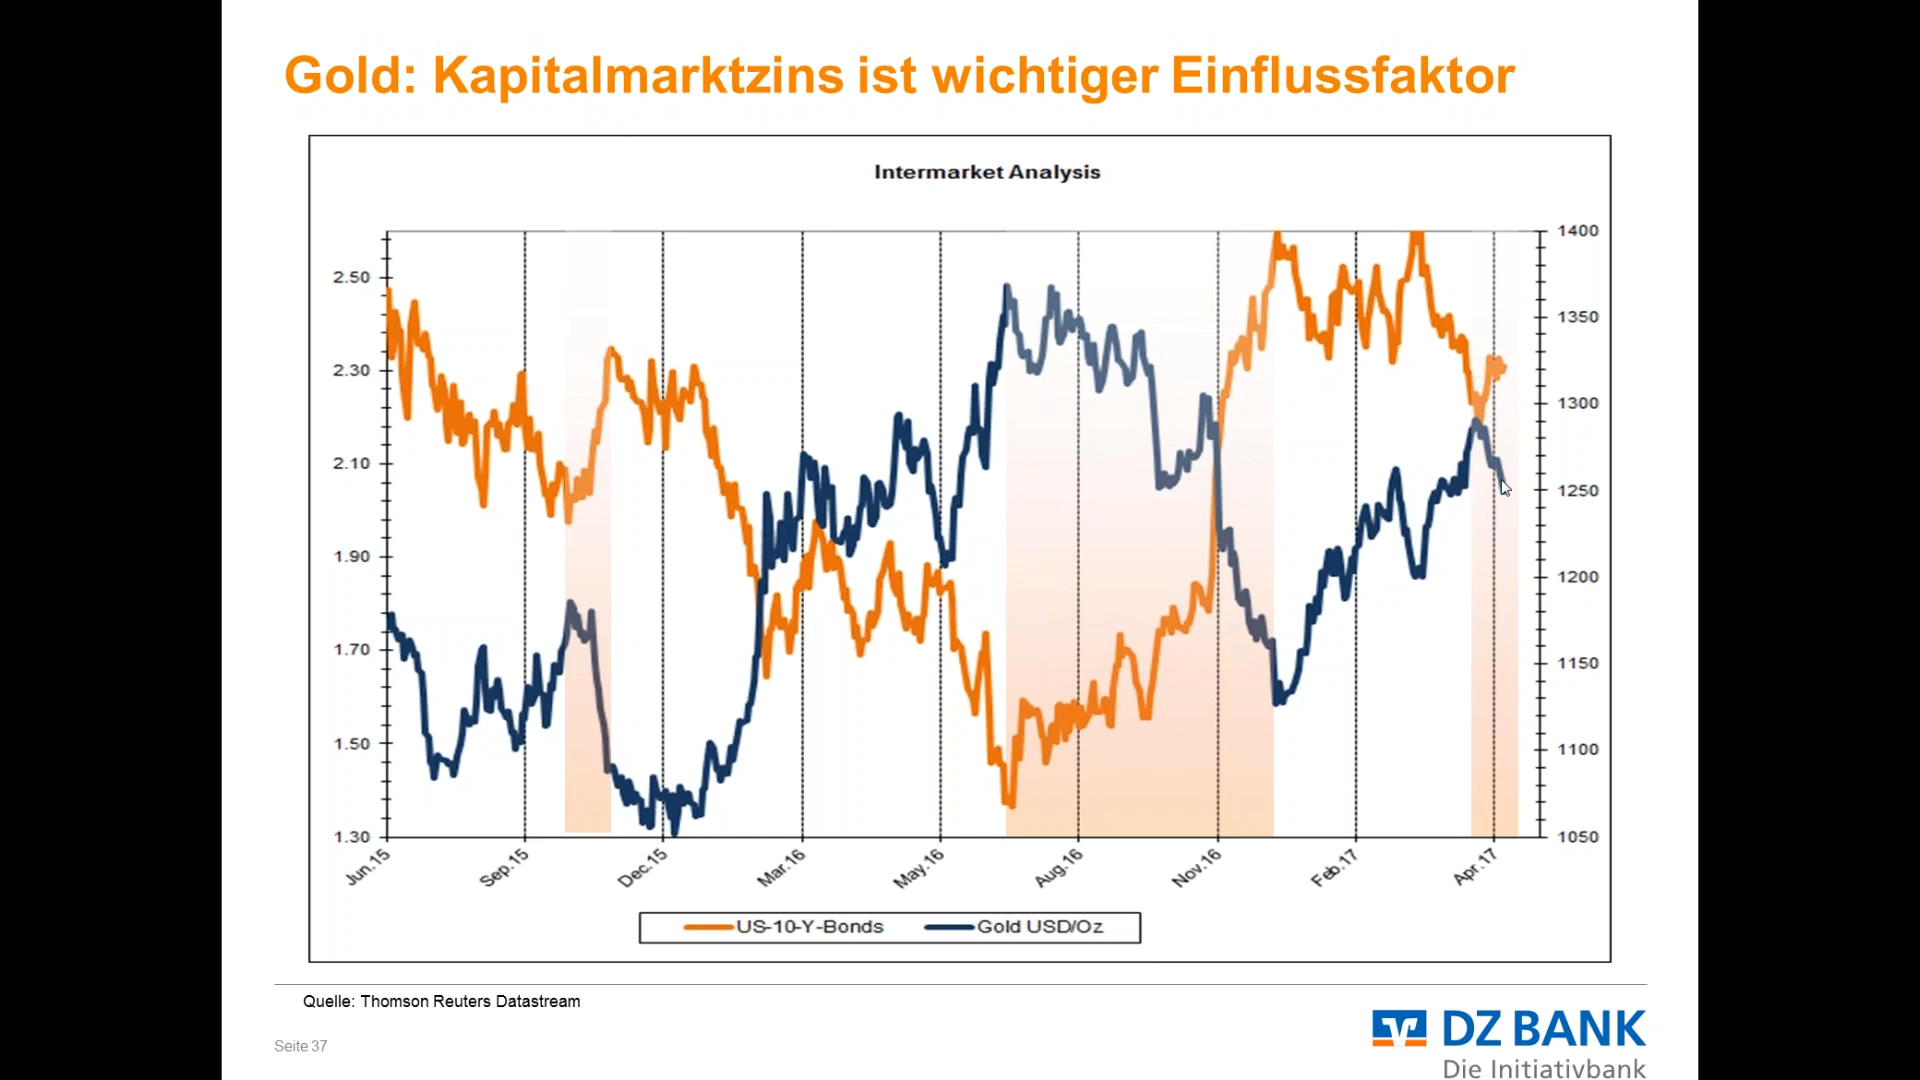 Gold: Kapitalmarktzins ist wichtiger Einflussfaktor
Intermarket Analysis
2.50
2.30
2.10
1.90
1.70
1.50
1.30
1400
1350
1300
1250
1200
1150
1100
1050
Jun.15
Sep.15
Dec.15
Mar.16
May.16
Aug.16
Nov.16
Feb.17
Apr.17
US-10-Y-Bonds
Gold USD/Oz
Quelle: Thomson Reuters Datastream
Seite 37
DZ BANK
Die Initiativbank